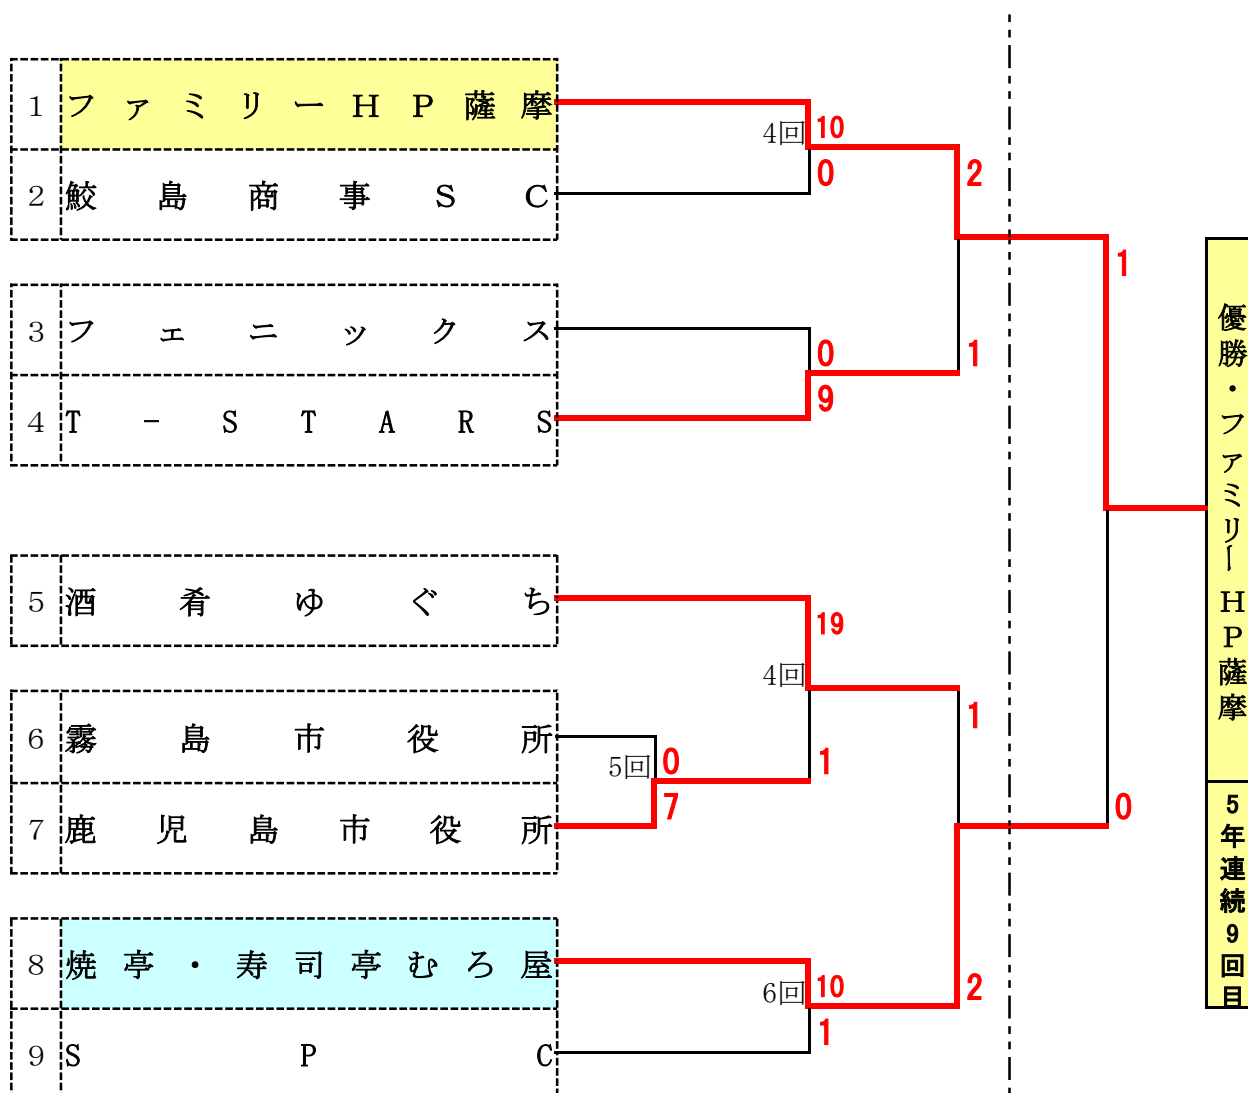 1 ファミリーHP薩摩
4回
10
0
2 鮫島商事SC
2
1
3 フェニックス
0
9
1
4 T-STARS
5 酒肴ゆぐち
19
4回
1
6 霧島市役所
5回
0
7
1
7 鹿児島市役所
0
8 焼亭・寿司亭むろ屋
6回
10
1
2
9 SPC
優勝・ファミリーHP薩摩
5年連続9回目